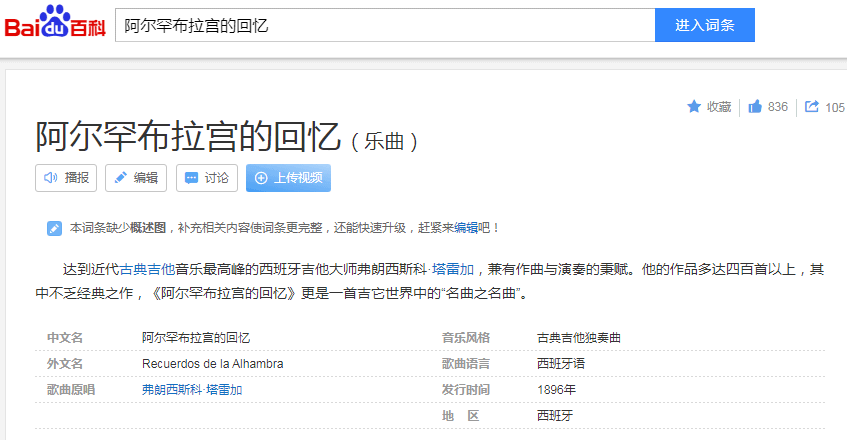 Bai du 百科
阿尔罕布拉宫的回忆
进入词条
收藏 836 105
阿尔罕布拉宫的回忆（乐曲）
播报 编辑 讨论 上传视频
本词条缺少概述图，补充相关内容使词条更完整，还能快速升级，赶紧来编辑吧！
达到近代古典吉他音乐最高峰的西班牙吉他大师弗朗西斯科·塔雷加，兼有作曲与演奏的秉赋。他的作品多达四百首以上，其
中不乏经典之作，《阿尔罕布拉宫的回忆》更是一首吉它世界中的“名曲之名曲”。
中文名 阿尔罕布拉宫的回忆 音乐风格 古典吉他独奏曲
外文名 Recuerdos de la Alhambra 歌曲语言 西班牙语
歌曲原唱 弗朗西斯科·塔雷加 发行时间 1896年
地 区 西班牙